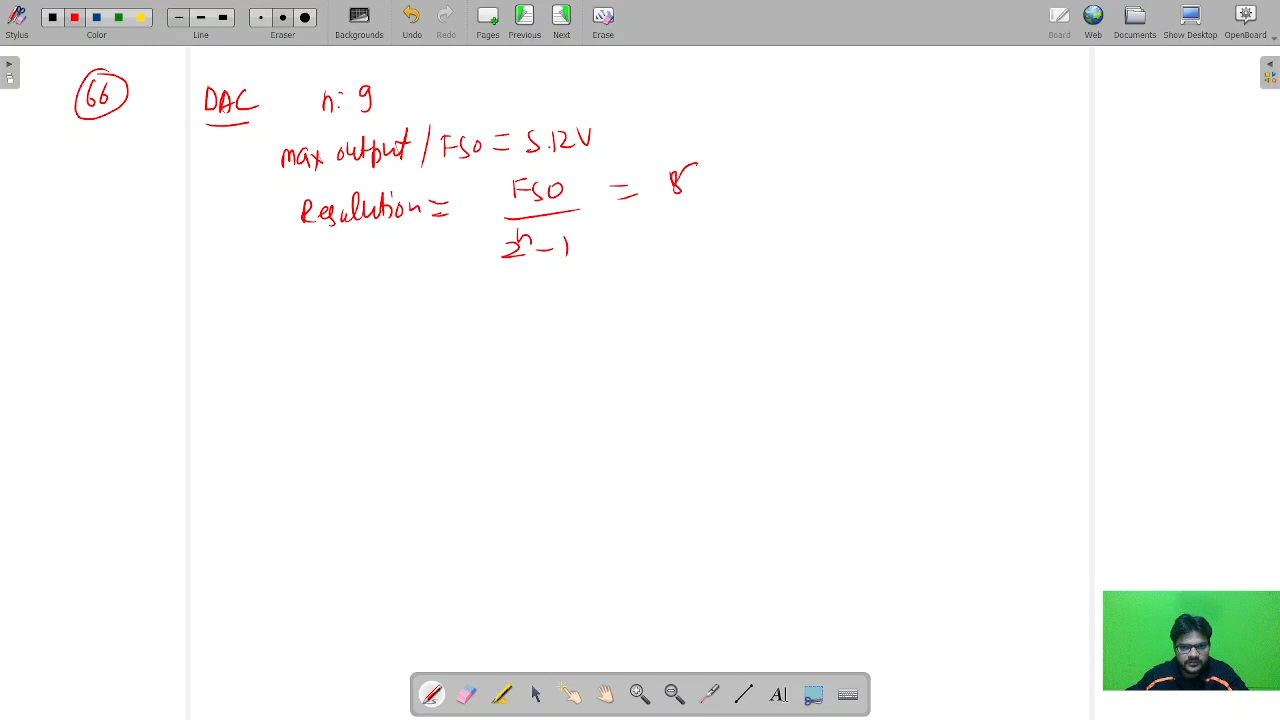 Stylus Color Line Eraser Backgrounds Undo Redo Pages Previous Next Erase Board Web Documents Show Desktop OpenBoard
66
DAC n: 9
max output / FSO = 5.12V
Resolution = FSO / 2^n - 1 =